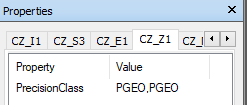 Properties
CZ_I1 CZ_S3 CZ_E1 CZ_Z1
Property Value
PrecisionClass PGEO,PGEO